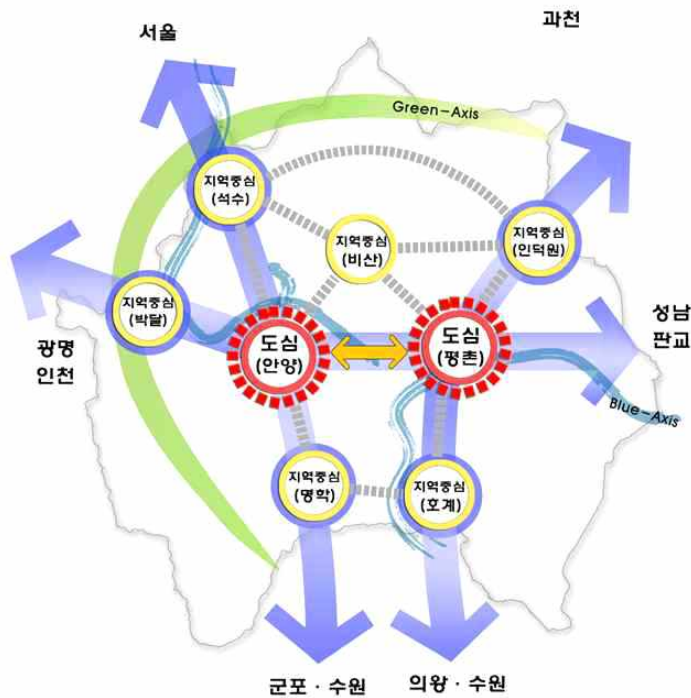 과천
서울
Green-Axis
지역중심
(석수)
지역중심
(비산)
지역중심
(인덕원)
지역중심
(박달)
성남
판교
도심
(안양)
도심
(평촌)
광명
인천
Blue-Axis
지역중심
(명학)
지역중심
(호계)
군포 · 수원
의왕 · 수원